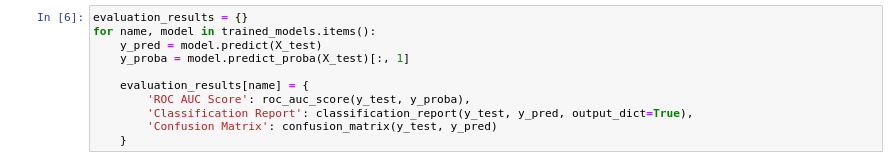 In [6]: evaluation_results = {}
for name, model in trained_models.items():
    y_pred = model.predict(X_test)
    y_proba = model.predict_proba(X_test)[:, 1]

    evaluation_results[name] = {
        'ROC AUC Score': roc_auc_score(y_test, y_proba),
        'Classification Report': classification_report(y_test, y_pred, output_dict=True),
        'Confusion Matrix': confusion_matrix(y_test, y_pred)
    }